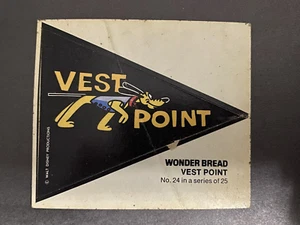 VEST
POINT
© WALT DISNEY PRODUCTIONS
WONDER BREAD
VEST POINT
No. 24 in a series of 25